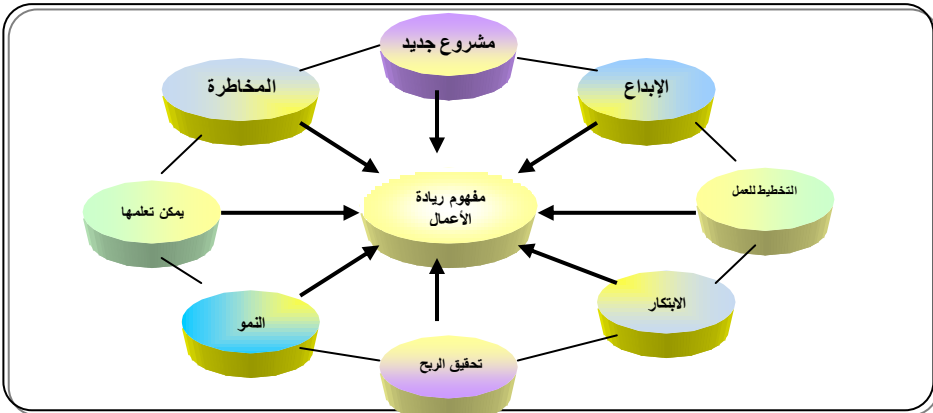 مشروع جديد
المخاطرة
الإبداع
التخطيط للعمل
يمكن تعلمها
مفهوم ريادة
الأعمال
الابتكار
النمو
تحقيق الربح